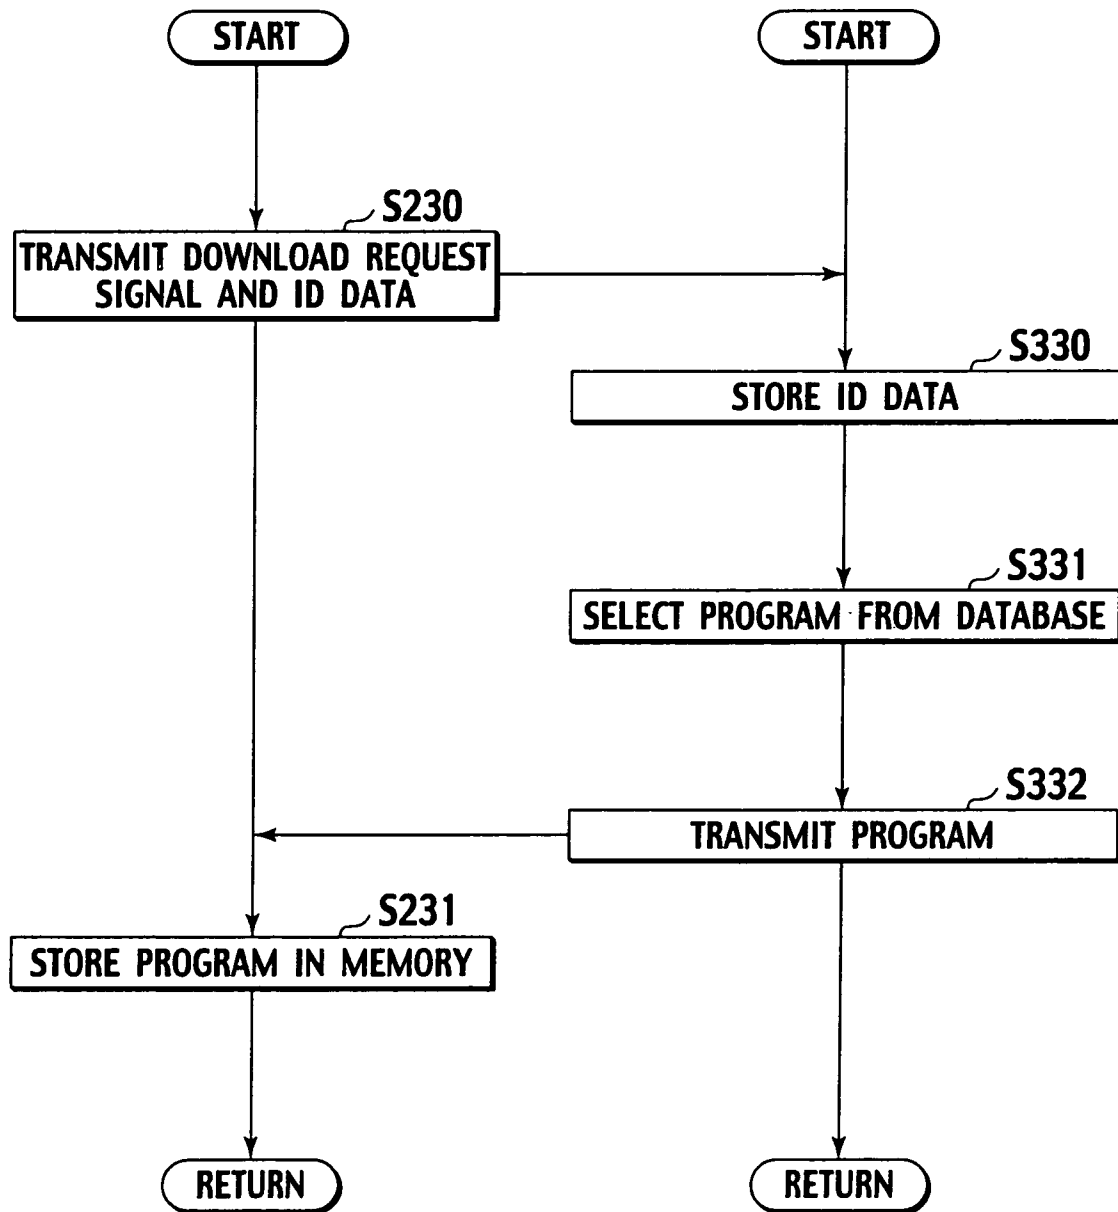 START
START
S230
TRANSMIT DOWNLOAD REQUEST
SIGNAL AND ID DATA
S330
STORE ID DATA
S331
SELECT PROGRAM FROM DATABASE
S332
TRANSMIT PROGRAM
S231
STORE PROGRAM IN MEMORY
RETURN
RETURN